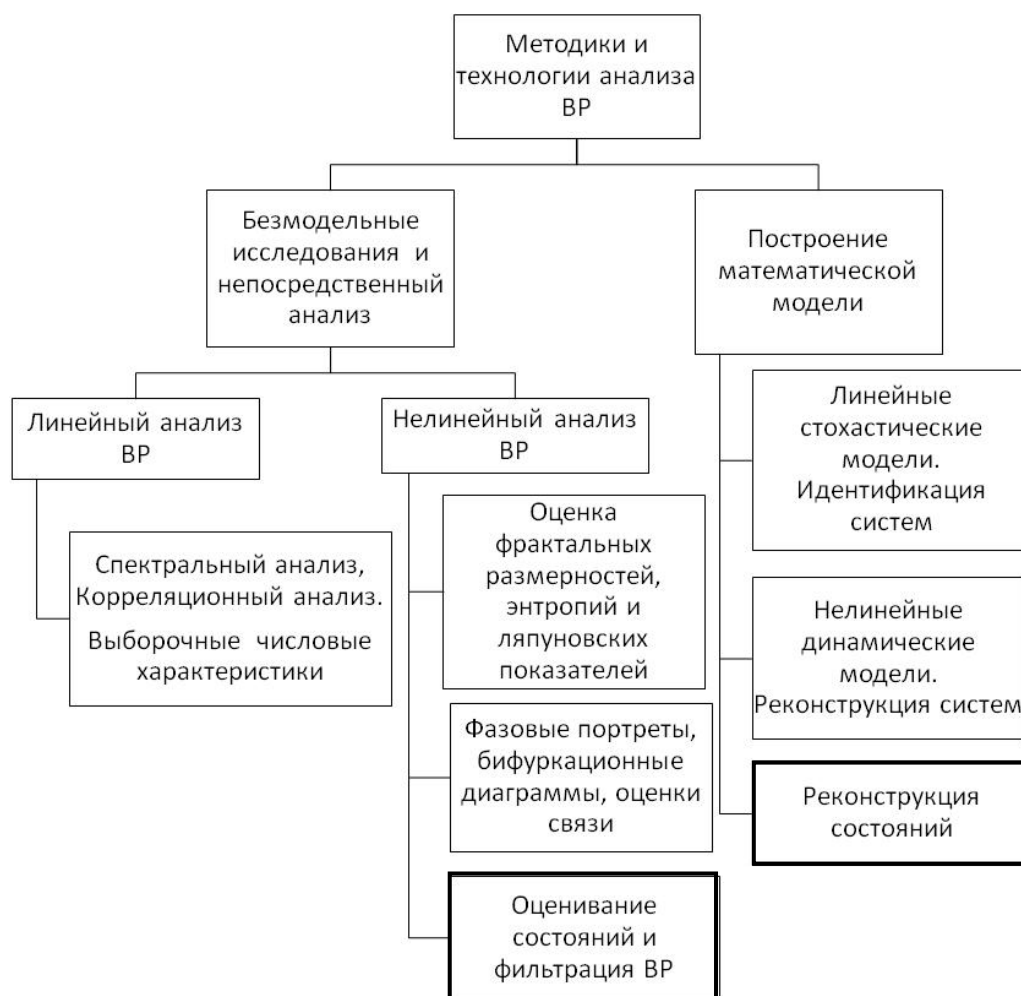 Методики и
технологии анализа
ВР
Безмодельные
исследования и
непосредственный
анализ
Построение
математической
модели
Линейный анализ
ВР
Нелинейный анализ
ВР
Линейные
стохастические
модели.
Идентификация
систем
Спектральный анализ,
Корреляционный анализ.
Выборочные числовые
характеристики
Оценка
фрактальных
размерностей,
энтропий и
ляпуновских
показателей
Нелинейные
динамические
модели.
Реконструкция систем
Фазовые портреты,
бифуркационные
диаграммы, оценки
связи
Реконструкция
состояний
Оценивание
состояний и
фильтрация ВР